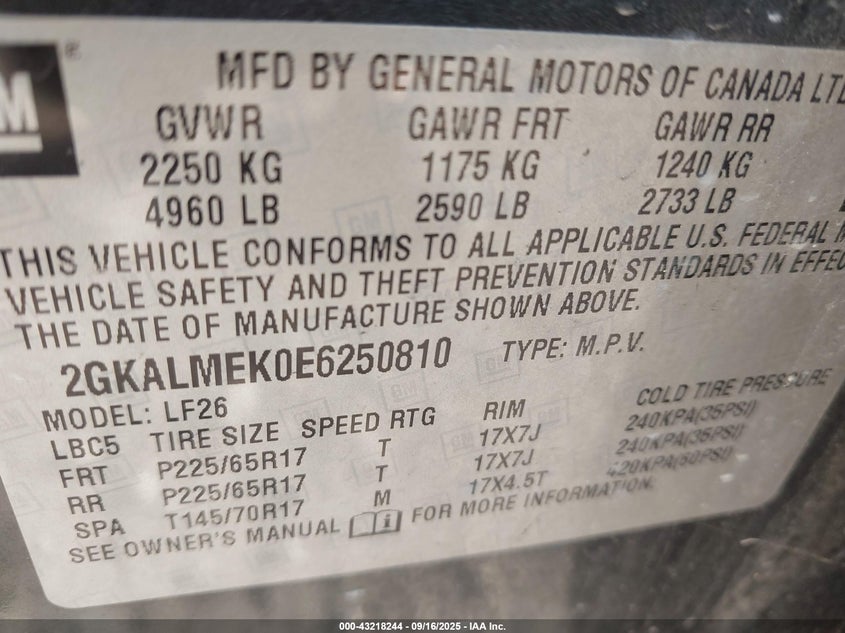 M ®
MFD BY GENERAL MOTORS OF CANADA LTD
GVWR GAWR FRT GAWR RR
2250 KG 1175 KG 1240 KG
4960 LB 2590 LB 2733 LB
THIS VEHICLE CONFORMS TO ALL APPLICABLE U.S. FEDERAL M
VEHICLE SAFETY AND THEFT PREVENTION STANDARDS IN EFFEC
THE DATE OF MANUFACTURE SHOWN ABOVE.
2GKALMEK0E6250810 TYPE: M.P.V.
MODEL: LF26
LBC5 TIRE SIZE SPEED RTG RIM COLD TIRE PRESSURE
FRT P225/65R17 T 17X7J 240KPA(35PSI)
RR P225/65R17 T 17X7J 240KPA(35PSI)
SPA T145/70R17 M 17X4.5T 420KPA(60PSI)
SEE OWNER'S MANUAL i FOR MORE INFORMATION.
000-43218244 - 09/16/2025 - IAA Inc.